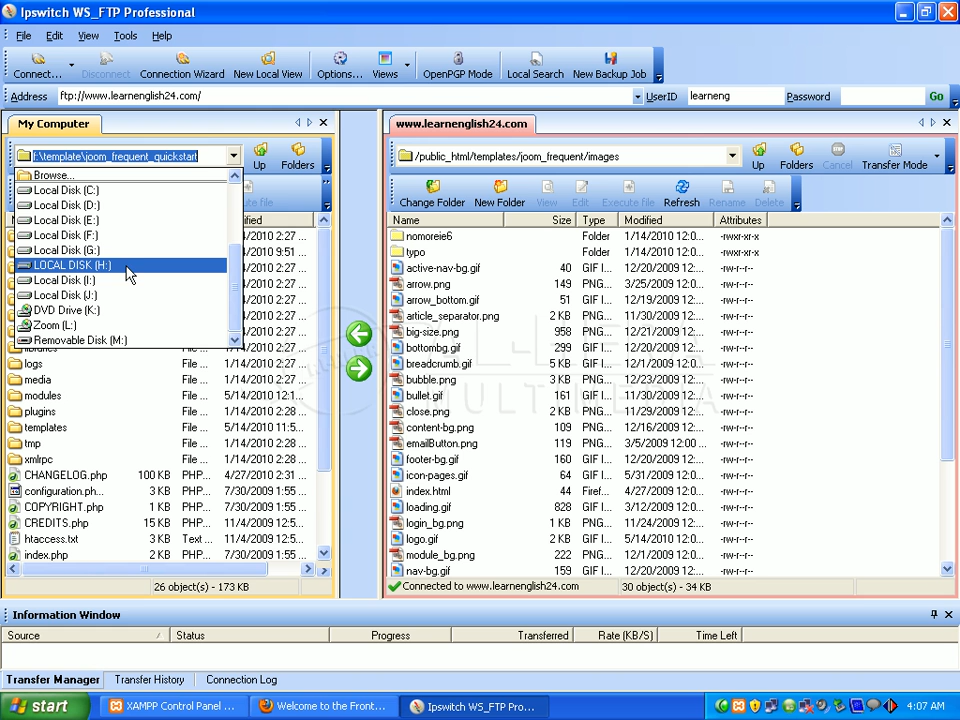 Ipswitch WS_FTP Professional
File Edit View Tools Help
Connect... Disconnect Connection Wizard New Local View Options... Views OpenPGP Mode Local Search New Backup Job
Address ftp://www.learnenglish24.com/ UserID learneng Password Go
My Computer
f:\template\joom_frequent_quickstart Up Folders
Browse...
Local Disk (C:)
Local Disk (D:)
Local Disk (E:)
Local Disk (F:)
Local Disk (G:)
LOCAL DISK (H:)
Local Disk (I:)
Local Disk (J:)
DVD Drive (K:)
Zoom (L:)
Removable Disk (M:)
logs File ... 1/14/2010 2:28 ...
media File ... 1/14/2010 2:28 ...
modules File ... 5/14/2010 12:1...
plugins File ... 1/14/2010 2:28 ...
templates File ... 5/14/2010 11:5...
tmp File ... 1/14/2010 2:28 ...
xmlrpc File ... 1/14/2010 2:28 ...
CHANGELOG.php 100 KB PHP... 4/27/2010 2:31 ...
configuration.ph... 3 KB PHP... 7/30/2009 1:55 ...
COPYRIGHT.php 1 KB PHP... 7/30/2009 1:55 ...
CREDITS.php 15 KB PHP... 11/4/2009 12:5...
htaccess.txt 3 KB Text ... 11/4/2009 12:5...
index.php 2 KB PHP... 7/30/2009 1:55 ...
26 object(s) - 173 KB
www.learnenglish24.com
/public_html/templates/joom_frequent/images Up Folders Cancel Transfer Mode
Change Folder New Folder View Edit Execute file Refresh Rename Delete
Name Size Type Modified Attributes
nomoreie6 Folder 1/14/2010 12:0... -rwxr-xr-x
typo Folder 1/14/2010 12:0... -rwxr-xr-x
active-nav-bg.gif 40 GIF I... 12/20/2009 12:... -rw-r--r--
arrow.png 149 PNG... 3/25/2009 12:0... -rw-r--r--
arrow_bottom.gif 51 GIF I... 12/19/2009 12:... -rw-r--r--
article_separator.png 2 KB PNG... 11/30/2009 12:... -rw-r--r--
big-size.png 958 PNG... 12/21/2009 12:... -rw-r--r--
bottombg.gif 299 GIF I... 12/20/2009 12:... -rw-r--r--
breadcrumb.gif 5 KB GIF I... 12/20/2009 12:... -rw-r--r--
bubble.png 3 KB PNG... 12/23/2009 12:... -rw-r--r--
bullet.gif 161 GIF I... 12/20/2009 12:... -rw-r--r--
close.png 2 KB PNG... 11/29/2009 12:... -rw-r--r--
content-bg.png 109 PNG... 12/16/2009 12:... -rw-r--r--
emailButton.png 119 PNG... 3/5/2009 12:00 ... -rw-r--r--
footer-bg.gif 160 GIF I... 12/20/2009 12:... -rw-r--r--
icon-pages.gif 64 GIF I... 5/31/2009 12:0... -rw-r--r--
index.html 44 Firef... 4/27/2006 12:0... -rw-r--r--
loading.gif 828 GIF I... 3/12/2009 12:0... -rw-r--r--
login_bg.png 1 KB PNG... 11/24/2009 12:... -rw-r--r--
logo.gif 2 KB GIF I... 5/14/2010 12:0... -rw-r--r--
module_bg.png 222 PNG... 12/1/2009 12:0... -rw-r--r--
nav-bg.gif 159 GIF I... 12/20/2009 12:... -rw-r--r--
Connected to www.learnenglish24.com 30 object(s) - 34 KB
MULTIMEDIA
Information Window
Source Status Progress Transferred Rate (KB/S) Time Left
Transfer Manager Transfer History Connection Log
start XAMPP Control Panel ... Welcome to the Front... Ipswitch WS_FTP Pro... 4:07 AM